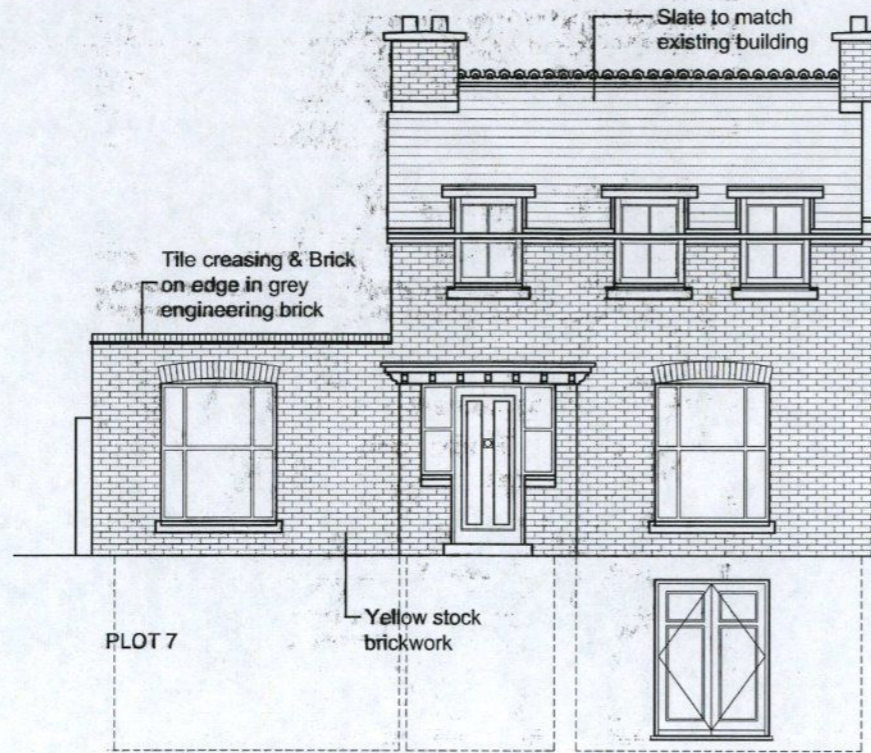 Slate to match
existing building
Tile creasing & Brick
on edge in grey
engineering brick
Yellow stock
brickwork
PLOT 7